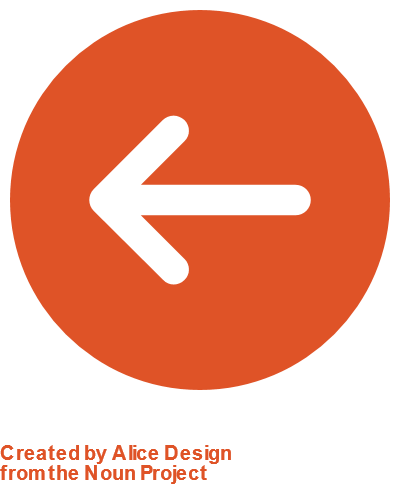 Created by Alice Design
from the Noun Project